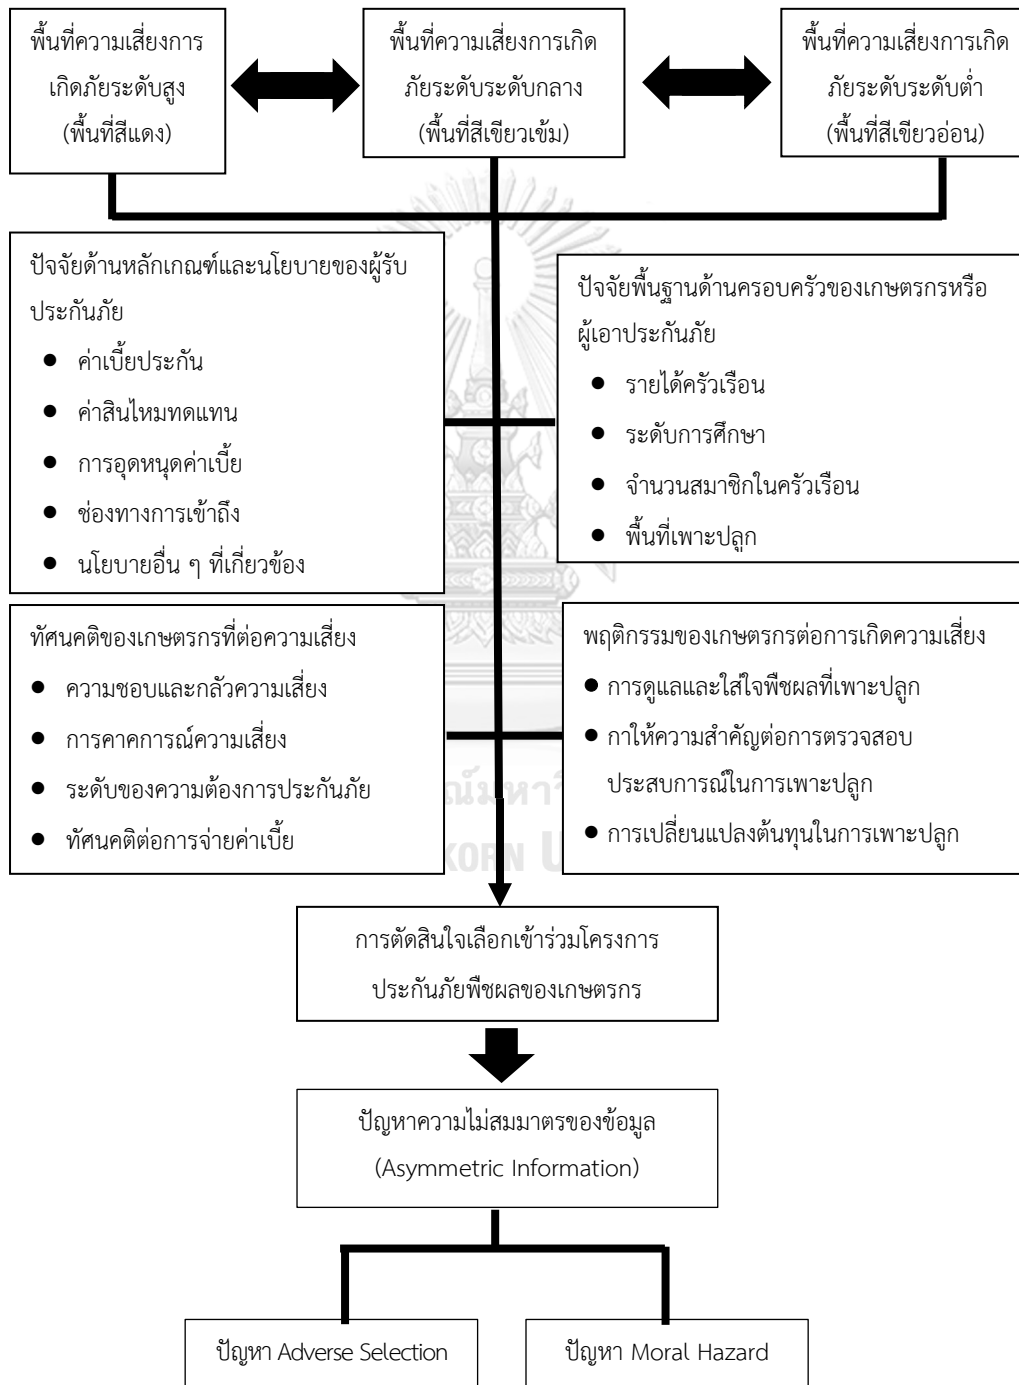 พื้นที่ความเสี่ยงการ
เกิดภัยระดับสูง
(พื้นที่สีแดง)
พื้นที่ความเสี่ยงการเกิด
ภัยระดับระดับกลาง
(พื้นที่สีเขียวเข้ม)
พื้นที่ความเสี่ยงการเกิด
ภัยระดับระดับต่ำ
(พื้นที่สีเขียวอ่อน)
ปัจจัยด้านหลักเกณฑ์และนโยบายของผู้รับ
ประกันภัย
● ค่าเบี้ยประกัน
● ค่าสินไหมทดแทน
● การอุดหนุดค่าเบี้ย
● ช่องทางการเข้าถึง
● นโยบายอื่น ๆ ที่เกี่ยวข้อง
ปัจจัยพื้นฐานด้านครอบครัวของเกษตรกรหรือ
ผู้เอาประกันภัย
● รายได้ครัวเรือน
● ระดับการศึกษา
● จำนวนสมาชิกในครัวเรือน
● พื้นที่เพาะปลูก
ทัศนคติของเกษตรกรที่ต่อความเสี่ยง
● ความชอบและกลัวความเสี่ยง
● การคาดการณ์ความเสี่ยง
● ระดับของความต้องการประกันภัย
● ทัศนคติต่อการจ่ายค่าเบี้ย
พฤติกรรมของเกษตรกรต่อการเกิดความเสี่ยง
● การดูแลและใส่ใจพืชผลที่เพาะปลูก
● กาให้ความสำคัญต่อการตรวจสอบ
ประสบการณ์ในการเพาะปลูก
● การเปลี่ยนแปลงต้นทุนในการเพาะปลูก
ณ์มหาวิ
KORN U
การตัดสินใจเลือกเข้าร่วมโครงการ
ประกันภัยพืชผลของเกษตรกร
ปัญหาความไม่สมมาตรของข้อมูล
(Asymmetric Information)
ปัญหา Adverse Selection
ปัญหา Moral Hazard